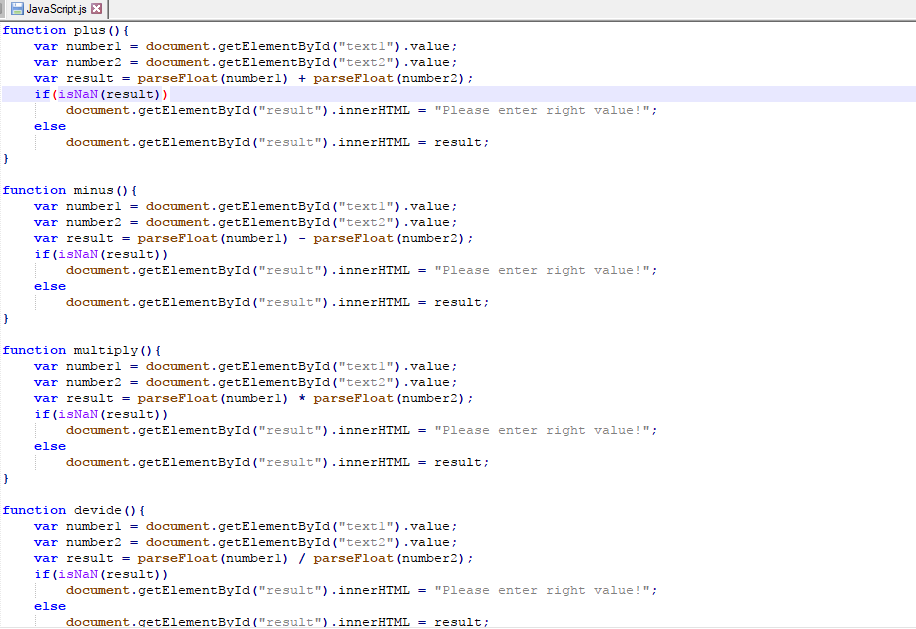 JavaScript.js
function plus(){
    var number1 = document.getElementById("text1").value;
    var number2 = document.getElementById("text2").value;
    var result = parseFloat(number1) + parseFloat(number2);
    if(isNaN(result))
        document.getElementById("result").innerHTML = "Please enter right value!";
    else
        document.getElementById("result").innerHTML = result;
}
function minus(){
    var number1 = document.getElementById("text1").value;
    var number2 = document.getElementById("text2").value;
    var result = parseFloat(number1) - parseFloat(number2);
    if(isNaN(result))
        document.getElementById("result").innerHTML = "Please enter right value!";
    else
        document.getElementById("result").innerHTML = result;
}
function multiply(){
    var number1 = document.getElementById("text1").value;
    var number2 = document.getElementById("text2").value;
    var result = parseFloat(number1) * parseFloat(number2);
    if(isNaN(result))
        document.getElementById("result").innerHTML = "Please enter right value!";
    else
        document.getElementById("result").innerHTML = result;
}
function devide(){
    var number1 = document.getElementById("text1").value;
    var number2 = document.getElementById("text2").value;
    var result = parseFloat(number1) / parseFloat(number2);
    if(isNaN(result))
        document.getElementById("result").innerHTML = "Please enter right value!";
    else
        document.getElementById("result").innerHTML = result;